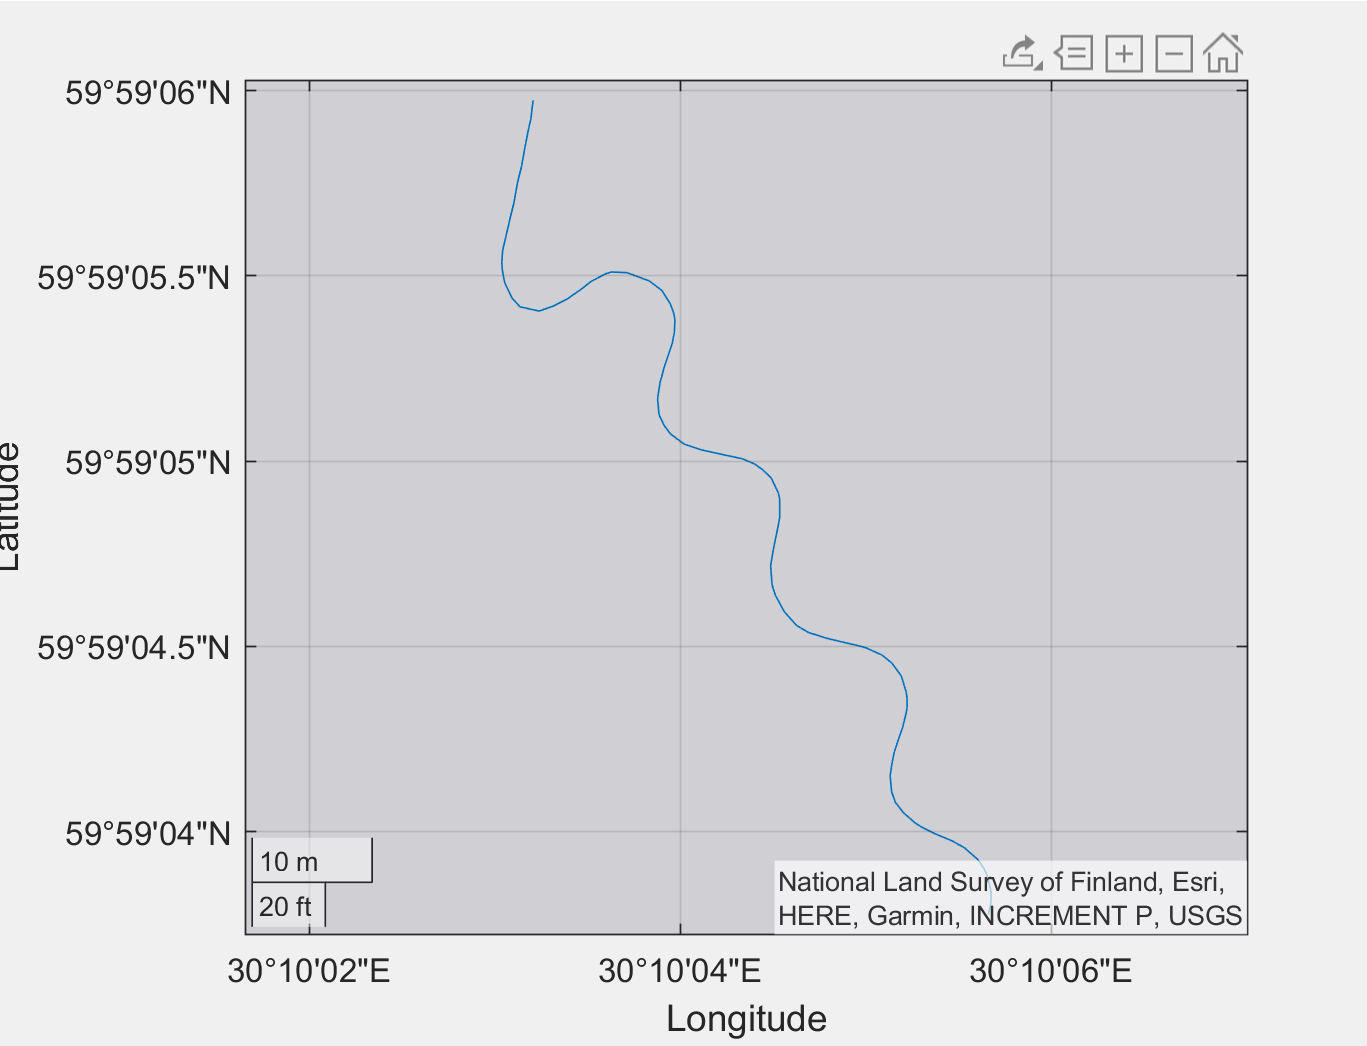 59°59'06"N
59°59'05.5"N
59°59'05"N
59°59'04.5"N
59°59'04"N
Latitude
10 m
20 ft
National Land Survey of Finland, Esri,
HERE, Garmin, INCREMENT P, USGS
30°10'02"E
30°10'04"E
30°10'06"E
Longitude